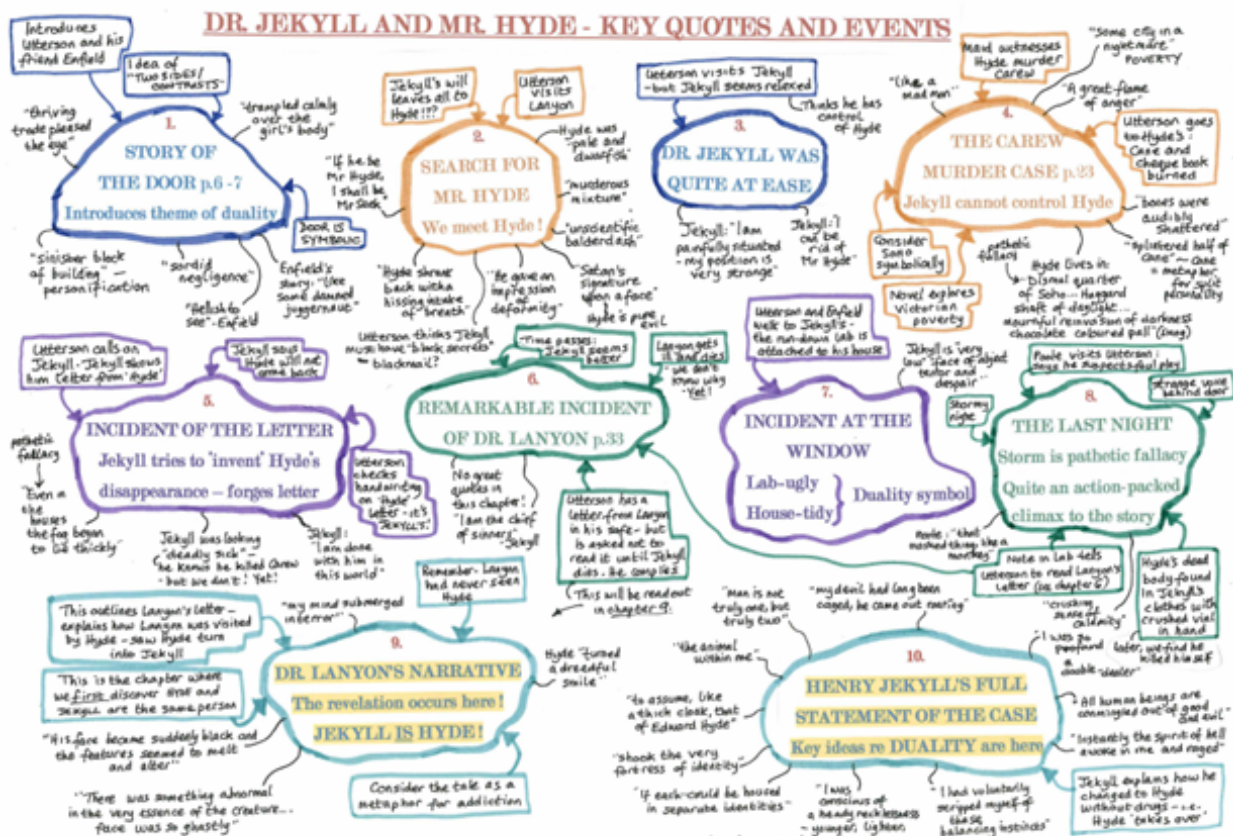 DR. JEKYLL AND MR. HYDE - KEY QUOTES AND EVENTS
Introduces
Utterson and his
friend Enfield
Idea of
"TWO SIDES/
CONTRASTS"
"thriving
trade pleased
the eye"
"trampled calmly
over the
girl's body"
1.
STORY OF
THE DOOR p.6 -7
Introduces theme of duality
DOOR IS
SYMBOLIC
"sinister block
of building" -
personification
"sordid
negligence"
"Hellish to
see" - Enfield
Enfield's
story: "like
some damned
juggernaut"
Jekyll's will
leaves all to
Hyde!!?
Utterson
visits
Lanyon
2.
SEARCH FOR
MR. HYDE
We meet Hyde!
"If he be
Mr Hyde,
I shall be
Mr Seek"
Hyde was
"pale and
dwarfish"
"murderous
mixture"
"unscientific
balderdash"
"Satan's
signature
upon a face"
Hyde is pure
evil
"Hyde shrank
back with a
hissing intake
of breath"
"He gave an
impression
of
deformity"
Utterson thinks Jekyll
must have "black secrets"
- blackmail?
Utterson visits Jekyll
- but Jekyll seems relaxed
Thinks he has
control of Hyde
3.
DR. JEKYLL WAS
QUITE AT EASE
Jekyll: "I am
painfully situated
- my position is
very strange"
Jekyll: "I
can be
rid of
Mr Hyde"
Maid witnesses
Hyde murder
Carew
"some city in a
nightmare"
POVERTY
"like a
madman"
"A great flame
of anger"
4.
THE CAREW
MURDER CASE p.23
Jekyll cannot control Hyde
Utterson goes
to Hyde's:
Cane and
Cheque book
burned
"bones were
audibly
shattered"
"splintered half of
cane" - cane
= metaphor
for split
personality
Consider
Soho
symbolically
Novel explores
Victorian
poverty
pathetic
fallacy
Hyde lives in:
Dismal quarter
of Soho... Haggard
shaft of daylight...
mournful reinvasion of darkness
chocolate coloured pall"
Utterson calls on
Jekyll - Jekyll shows
him letter from 'Hyde'
Jekyll says
Hyde will not
come back
5.
INCIDENT OF THE LETTER
Jekyll tries to 'invent' Hyde's
disappearance – forges letter
pathetic
fallacy
"Even in
the
houses
the fog began
to lie thickly"
Jekyll was looking
"deadly sick" -
he knows he killed Carew
- but we don't! Yet!
Jekyll:
"I am done
with him in
this world"
Utterson
checks
handwriting
on 'Hyde'
letter - it's
JEKYLL'S!
Time passes:
Jekyll seems
better
Lanyon gets
ill and dies
- we don't
know why
- Yet!
6.
REMARKABLE INCIDENT
OF DR. LANYON p.33
No great
quotes in
this chapter!
"I am the chief
of sinners"
Jekyll
Utterson has a
letter from Lanyon
in his safe - but
is asked not to
read it until Jekyll
dies. He complies
This will be read out
in chapter 9:
Utterson and Enfield
walk to Jekyll's -
the run-down lab is
attached to his house
Jekyll is "very
low" "face of abject
terror and
despair"
7.
INCIDENT AT THE
WINDOW
Lab-ugly
House-tidy
Duality symbol
Poole visits Utterson:
says he suspects foul play
strange voice
behind door
Stormy
night
8.
THE LAST NIGHT
Storm is pathetic fallacy
Quite an action-packed
climax to the story
Poole: "that
masked thing like a
monkey"
Note in Lab tells
Utterson to read Lanyon's
Letter (in chapter 6)
"crushing
sense of
calamity"
Hyde's dead
body found
In Jekyll's
clothes with
crushed vial
in hand
later, we find he
killed himself
Remember - Lanyon
had never seen
Hyde
This outlines Lanyon's letter -
explains how Lanyon was visited
by Hyde - saw Hyde turn
into Jekyll
"my mind submerged
in terror"
This is the chapter where
we first discover HYDE and
JEKYLL are the same person
9.
DR. LANYON'S NARRATIVE
The revelation occurs here!
JEKYLL IS HYDE!
Hyde "turned
a dreadful
smile"
"His face became suddenly black and
the features seemed to melt
and alter"
"There was something abnormal
in the very essence of the creature...
face was so ghastly"
Consider the tale as a
metaphor for addiction
"Man is not
truly one, but
truly two"
"my devil had long been
caged, he came out roaring"
"the animal
within me"
"I was so
profound
a
double
dealer"
"to assume, like
a thick cloak, that
of Edward Hyde"
10.
HENRY JEKYLL'S FULL
STATEMENT OF THE CASE
Key ideas re DUALITY are here
"All human beings are
commingled out of good
and evil"
"shook the very
fortress of identity"
"Instantly the spirit of hell
awoke in me and raged"
"If each could be housed
in separate identities"
"I was
conscious of
a heady recklessness
- younger, lighter,
"I had voluntarily
stripped myself of
those
balancing instincts"
Jekyll explains how he
changed to Hyde
without drugs - i.e.
Hyde 'takes over'